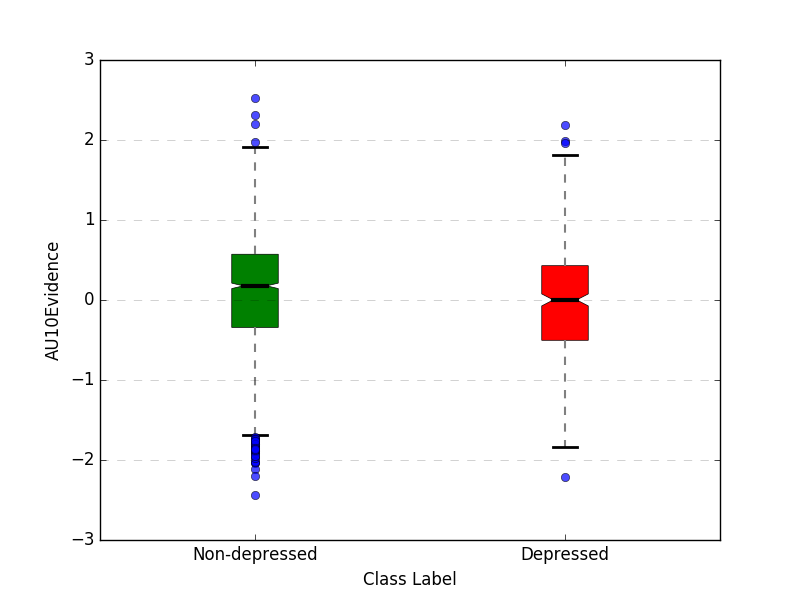 3
2
1
0
−1
−2
−3
AU10Evidence
Non-depressed
Depressed
Class Label